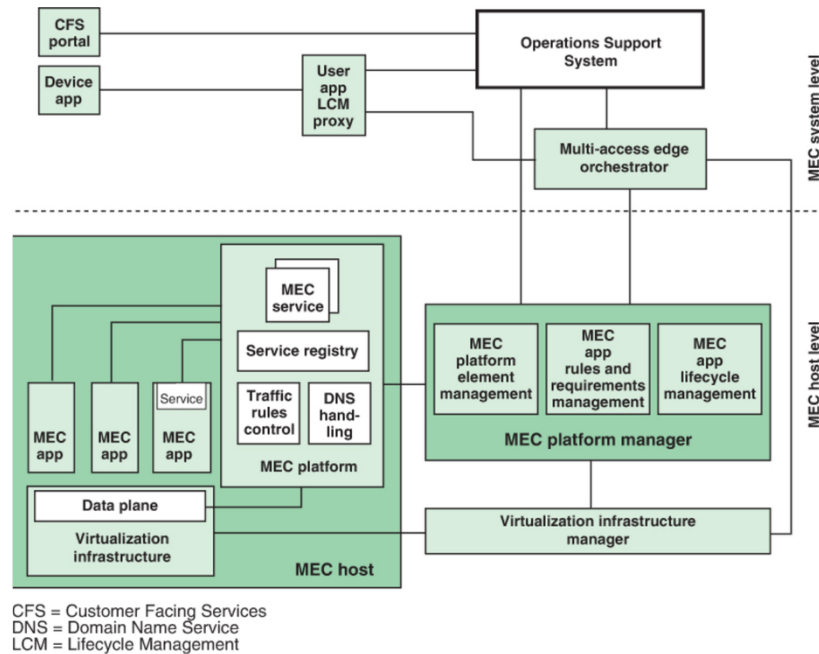 CFS
portal
Operations Support
System
Device
app
User
app
LCM
proxy
MEC system level
Multi-access edge
orchestrator
MEC
service
Service registry
Traffic
rules
control
DNS
hand-
ling
MEC platform
MEC
app
MEC
app
Service
MEC
app
MEC
platform
element
management
MEC
app
rules and
requirements
management
MEC
app
lifecycle
management
MEC platform manager
MEC host level
Data plane
Virtualization
infrastructure
MEC host
Virtualization infrastructure
manager
CFS = Customer Facing Services
DNS = Domain Name Service
LCM = Lifecycle Management